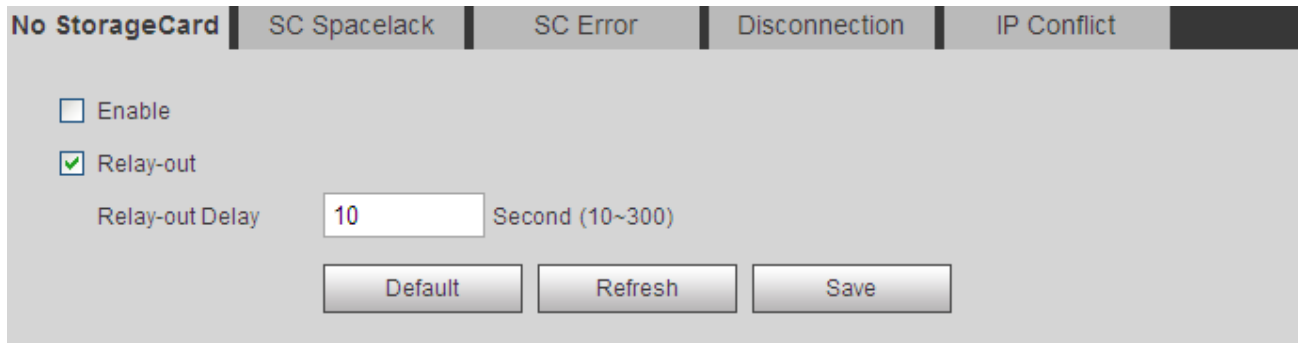 No StorageCard SC Spacelack SC Error Disconnection IP Conflict
Enable
Relay-out
Relay-out Delay 10 Second (10~300)
Default Refresh Save